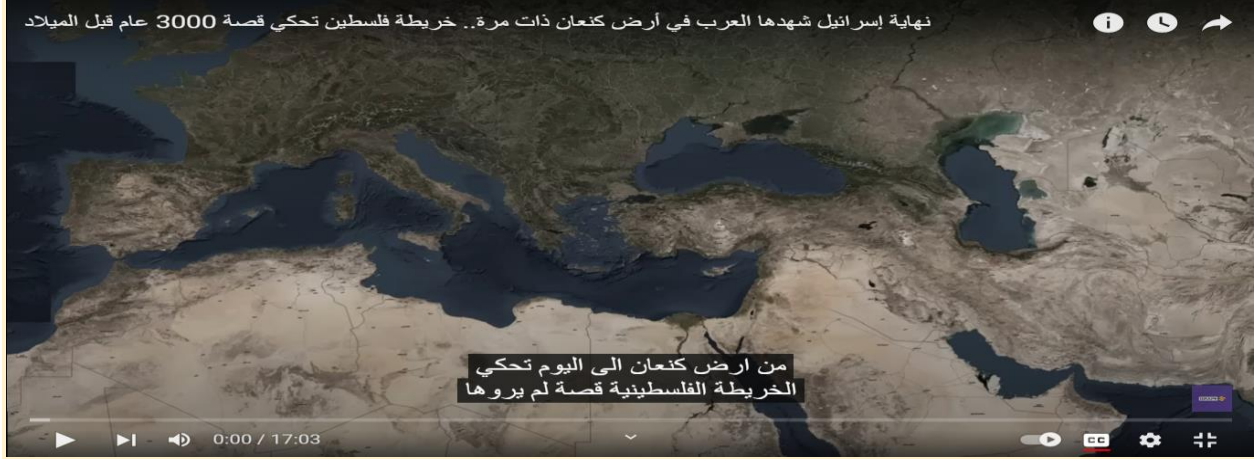 نهاية إسرائيل شهدها العرب في أرض كنعان ذات مرة.. خريطة فلسطين تحكي قصة 3000 عام قبل الميلاد
من ارض كنعان الى اليوم تحكي
الخريطة الفلسطينية قصة لم يروها
0:00 / 17:03
CC